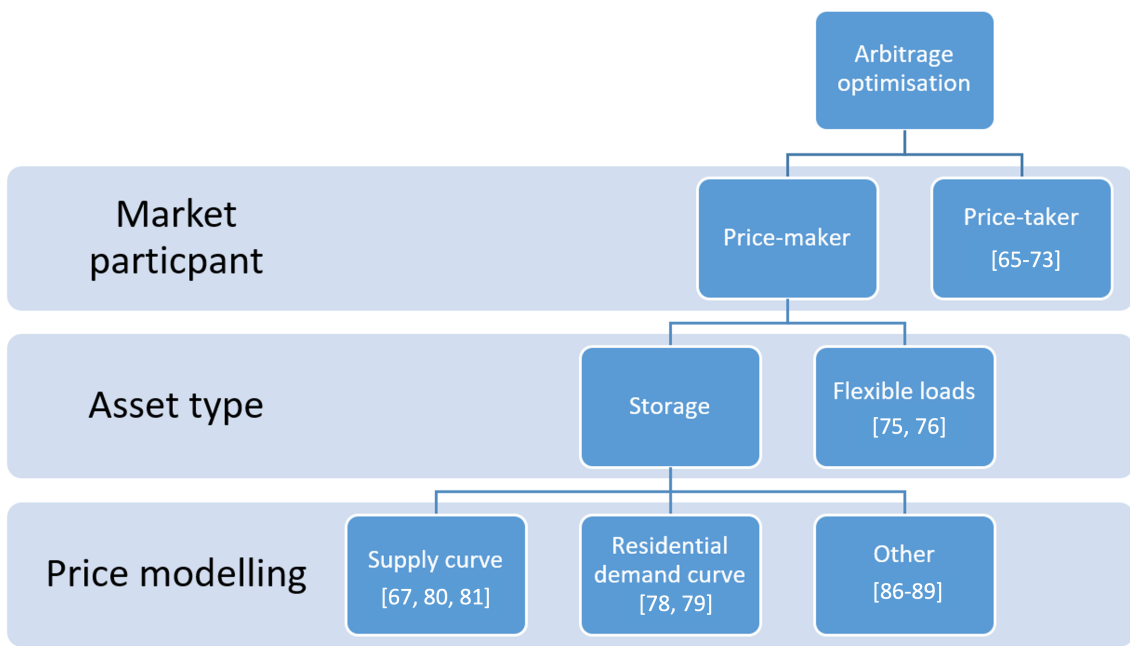 Arbitrage
optimisation
Market
particpant
Price-maker
Price-taker
[65-73]
Asset type
Storage
Flexible loads
[75, 76]
Price modelling
Supply curve
[67, 80, 81]
Residential
demand curve
[78, 79]
Other
[86-89]